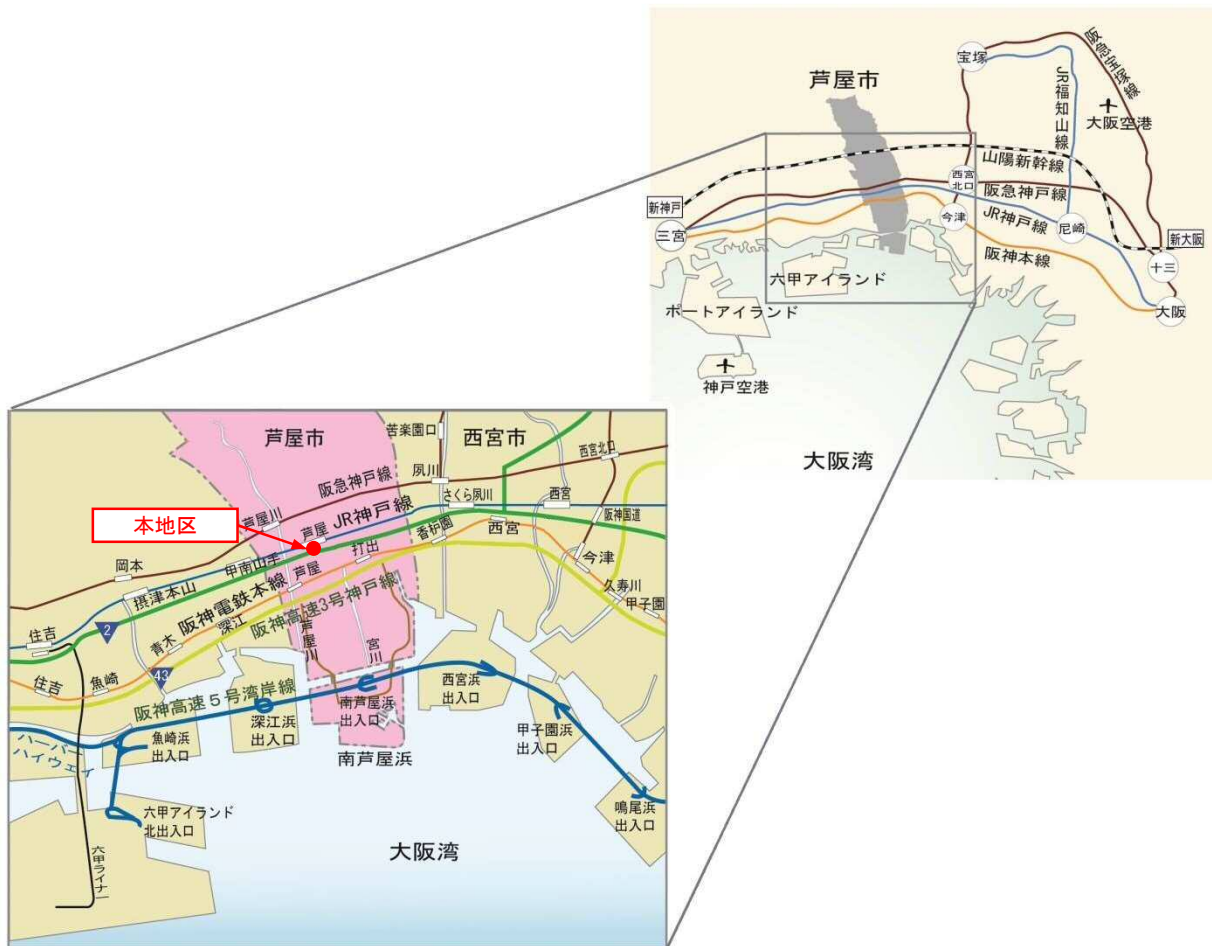 宝塚
阪急宝塚線
JR福知山線
芦屋市
大阪空港
山陽新幹線
西宮
北口
阪急神戸線
新神戸
今津
JR神戸線
尼崎
三宮
新大阪
阪神本線
十三
六甲アイランド
大阪
ポートアイランド
神戸空港
大阪湾
芦屋市
苦楽園口
西宮市
西宮北口
阪急神戸線
夙川
さくら夙川
西宮
芦屋川
芦屋
JR神戸線
阪神国道
本地区
香枦園
西宮
打出
今津
岡本
甲南山手
芦屋
摂津本山
阪神電鉄本線
阪神高速3号神戸線
久寿川
甲子園
住吉
2
青木
深江
芦屋川
宮川
43
住吉
魚崎
阪神高速5号湾岸線
西宮浜
出入口
南芦屋浜
出入口
深江浜
出入口
甲子園浜
出入口
ハーバー
ハイウェイ
魚崎浜
出入口
南芦屋浜
鳴尾浜
出入口
六甲アイランド
北出入口
大阪湾
六甲ライナー